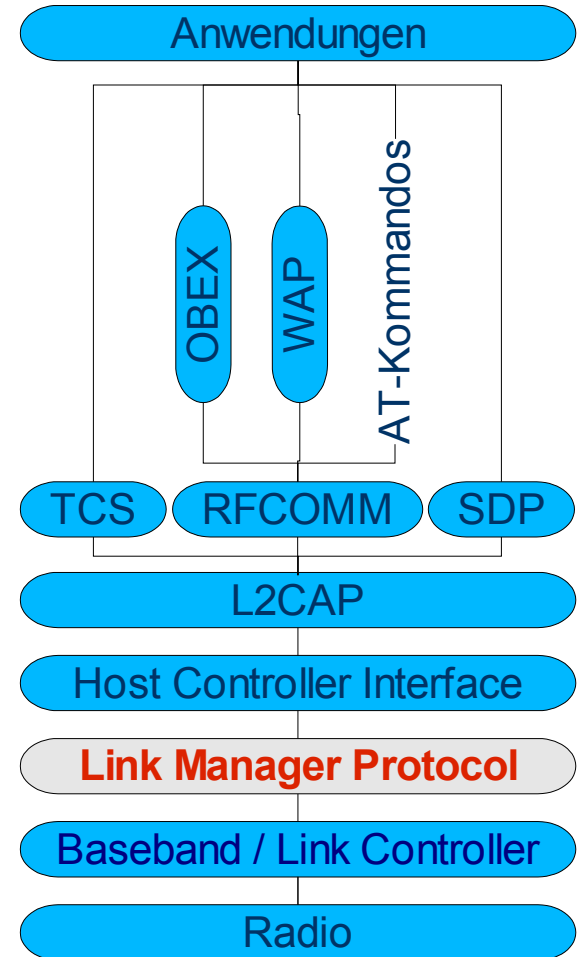 Anwendungen
OBEX
WAP
AT-Kommandos
TCS
RFCOMM
SDP
L2CAP
Host Controller Interface
Link Manager Protocol
Baseband / Link Controller
Radio